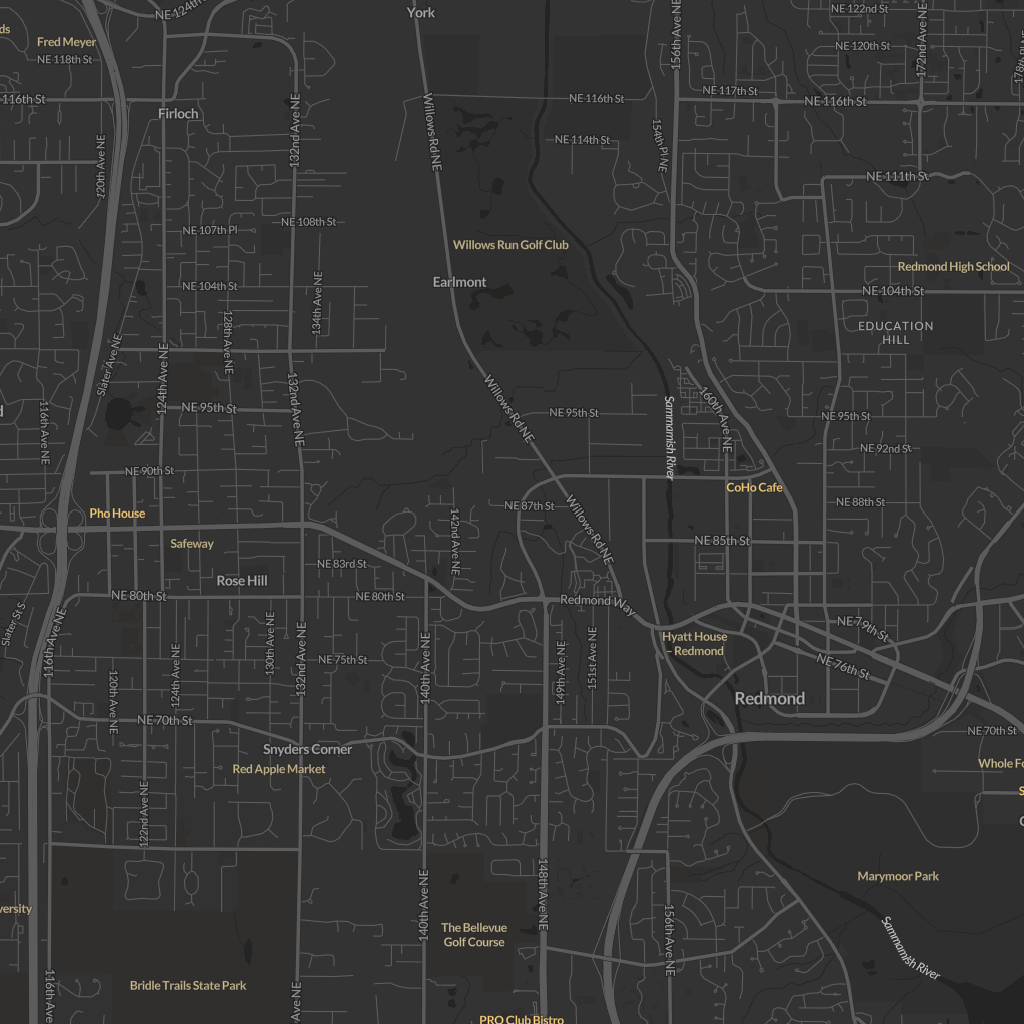 York
NE 124th
NE 122nd St
ds
Fred Meyer
NE 118th St
156th Ave NE
NE 120th St
172nd Ave NE
178th Pl NE
116th St
Firloch
132nd Ave NE
Willows Rd NE
NE 116th St
NE 117th St
NE 116th St
120th Ave NE
NE 114th St
154th Pl NE
NE 111th St
NE 107th Pl
NE 108th St
Willows Run Golf Club
Redmond High School
NE 104th St
134th Ave NE
Earlmont
NE 104th St
EDUCATION
HILL
128th Ave NE
Slater Ave NE
124th Ave NE
132nd Ave NE
Willows Rd NE
160th Ave NE
d
116th Ave NE
NE 95th St
NE 95th St
Sammamish River
NE 95th St
NE 92nd St
NE 90th St
CoHo Cafe
Pho House
142nd Ave NE
NE 87th St
Willows Rd NE
NE 88th St
Safeway
NE 85th St
NE 83rd St
Rose Hill
NE 80th St
NE 80th St
Redmond Way
Slater St S
116th Ave NE
130th Ave NE
132nd Ave NE
140th Ave NE
149th Ave NE
151st Ave NE
Hyatt House
- Redmond
NE 79th St
NE 76th St
NE 75th St
120th Ave NE
124th Ave NE
Redmond
NE 70th St
NE 70th St
Snyders Corner
Red Apple Market
Whole Fo
S
122nd Ave NE
Marymoor Park
versity
140th Ave NE
148th Ave NE
156th Ave NE
The Bellevue
Golf Course
Sammamish River
Bridle Trails State Park
116th Ave
Ave NE
PRO Club Bistro